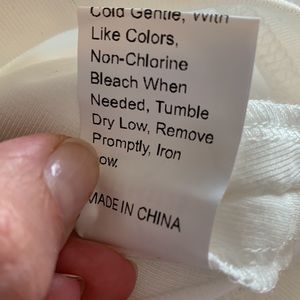 Cold Gentle, With
Like Colors,
Non-Chlorine
Bleach When
Needed, Tumble
Dry Low, Remove
Promptly, Iron
ow.
MADE IN CHINA